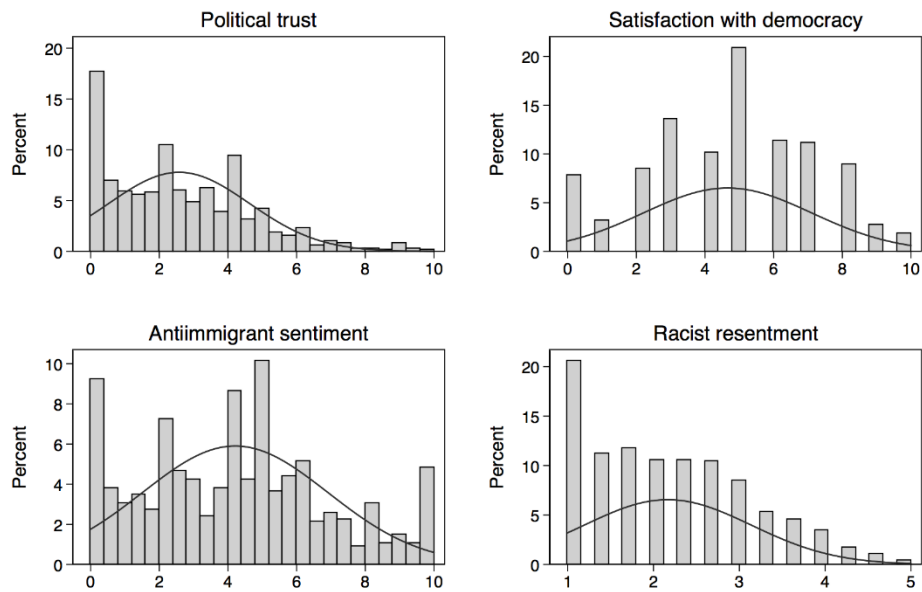 Political trust
Percent
20
15
10
5
0
0 2 4 6 8 10
Satisfaction with democracy
Percent
20
15
10
5
0
0 2 4 6 8 10
Antiimmigrant sentiment
Percent
10
8
6
4
2
0
0 2 4 6 8 10
Racist resentment
Percent
20
15
10
5
0
1 2 3 4 5